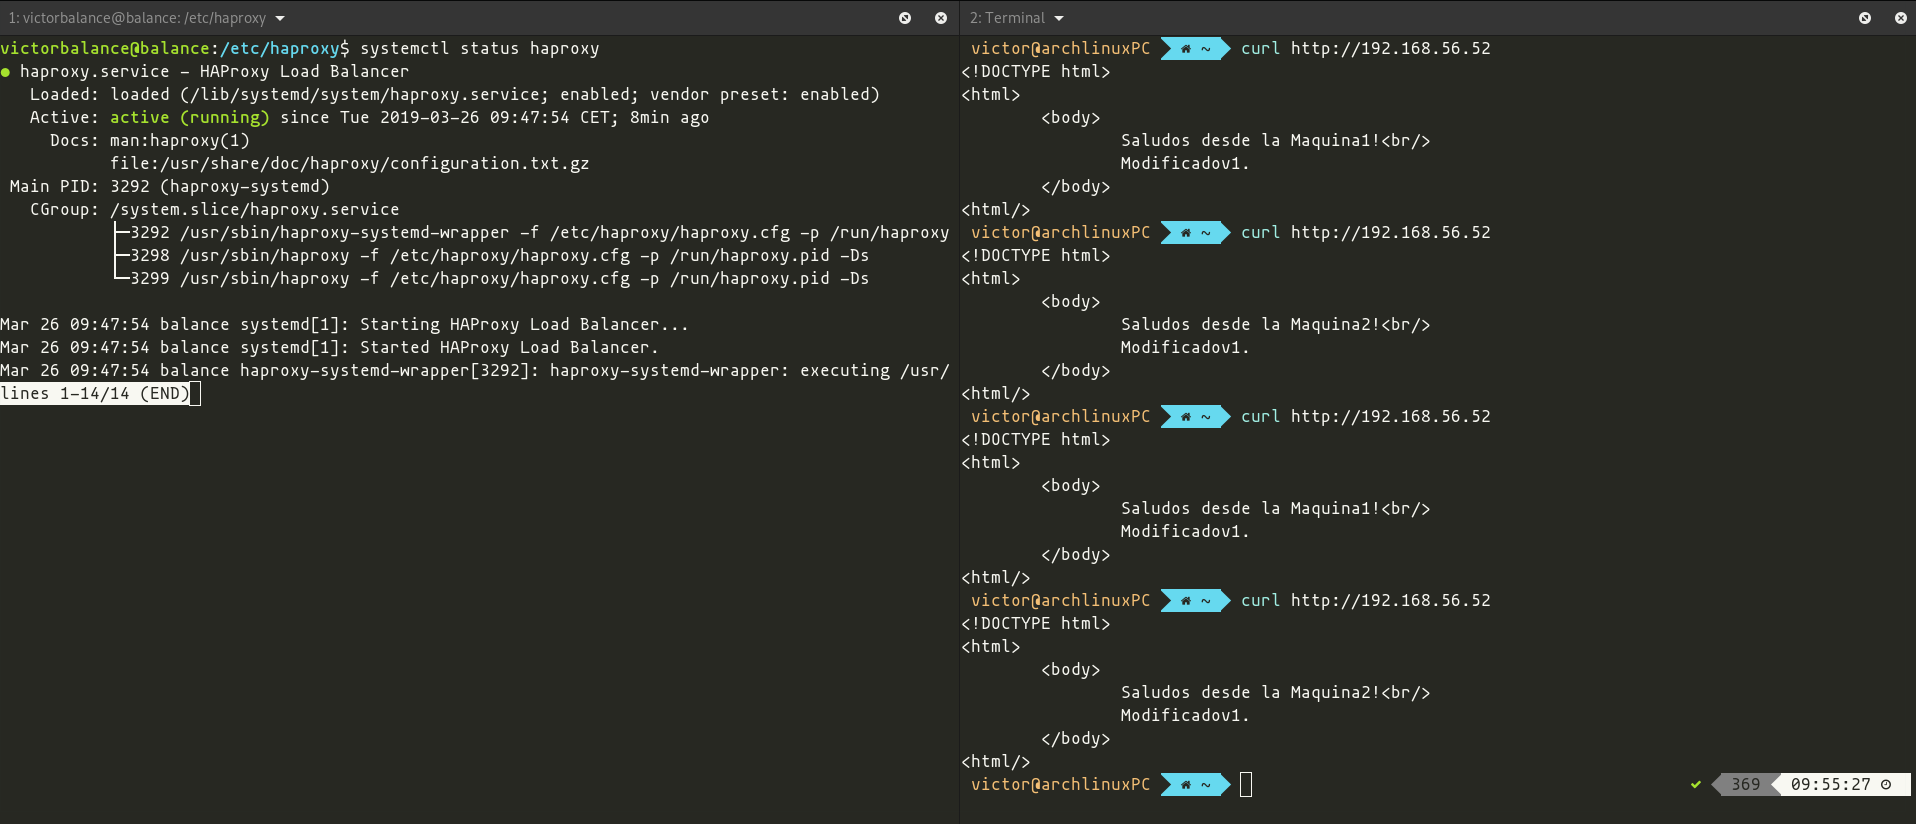 1: victorbalance@balance: /etc/haproxy
victorbalance@balance:/etc/haproxy$ systemctl status haproxy
● haproxy.service - HAProxy Load Balancer
   Loaded: loaded (/lib/systemd/system/haproxy.service; enabled; vendor preset: enabled)
   Active: active (running) since Tue 2019-03-26 09:47:54 CET; 8min ago
     Docs: man:haproxy(1)
           file:/usr/share/doc/haproxy/configuration.txt.gz
 Main PID: 3292 (haproxy-systemd)
   CGroup: /system.slice/haproxy.service
           ├─3292 /usr/sbin/haproxy-systemd-wrapper -f /etc/haproxy/haproxy.cfg -p /run/haproxy
           ├─3298 /usr/sbin/haproxy -f /etc/haproxy/haproxy.cfg -p /run/haproxy.pid -Ds
           └─3299 /usr/sbin/haproxy -f /etc/haproxy/haproxy.cfg -p /run/haproxy.pid -Ds
Mar 26 09:47:54 balance systemd[1]: Starting HAProxy Load Balancer...
Mar 26 09:47:54 balance systemd[1]: Started HAProxy Load Balancer.
Mar 26 09:47:54 balance haproxy-systemd-wrapper[3292]: haproxy-systemd-wrapper: executing /usr/
lines 1-14/14 (END)
2: Terminal
victor@archlinuxPC ~ curl http://192.168.56.52
<!DOCTYPE html>
<html>
        <body>
                Saludos desde la Maquina1!<br/>
                Modificadov1.
        </body>
<html/>
victor@archlinuxPC ~ curl http://192.168.56.52
<!DOCTYPE html>
<html>
        <body>
                Saludos desde la Maquina2!<br/>
                Modificadov1.
        </body>
<html/>
victor@archlinuxPC ~ curl http://192.168.56.52
<!DOCTYPE html>
<html>
        <body>
                Saludos desde la Maquina1!<br/>
                Modificadov1.
        </body>
<html/>
victor@archlinuxPC ~ curl http://192.168.56.52
<!DOCTYPE html>
<html>
        <body>
                Saludos desde la Maquina2!<br/>
                Modificadov1.
        </body>
<html/>
victor@archlinuxPC ~ ✔ 369 09:55:27